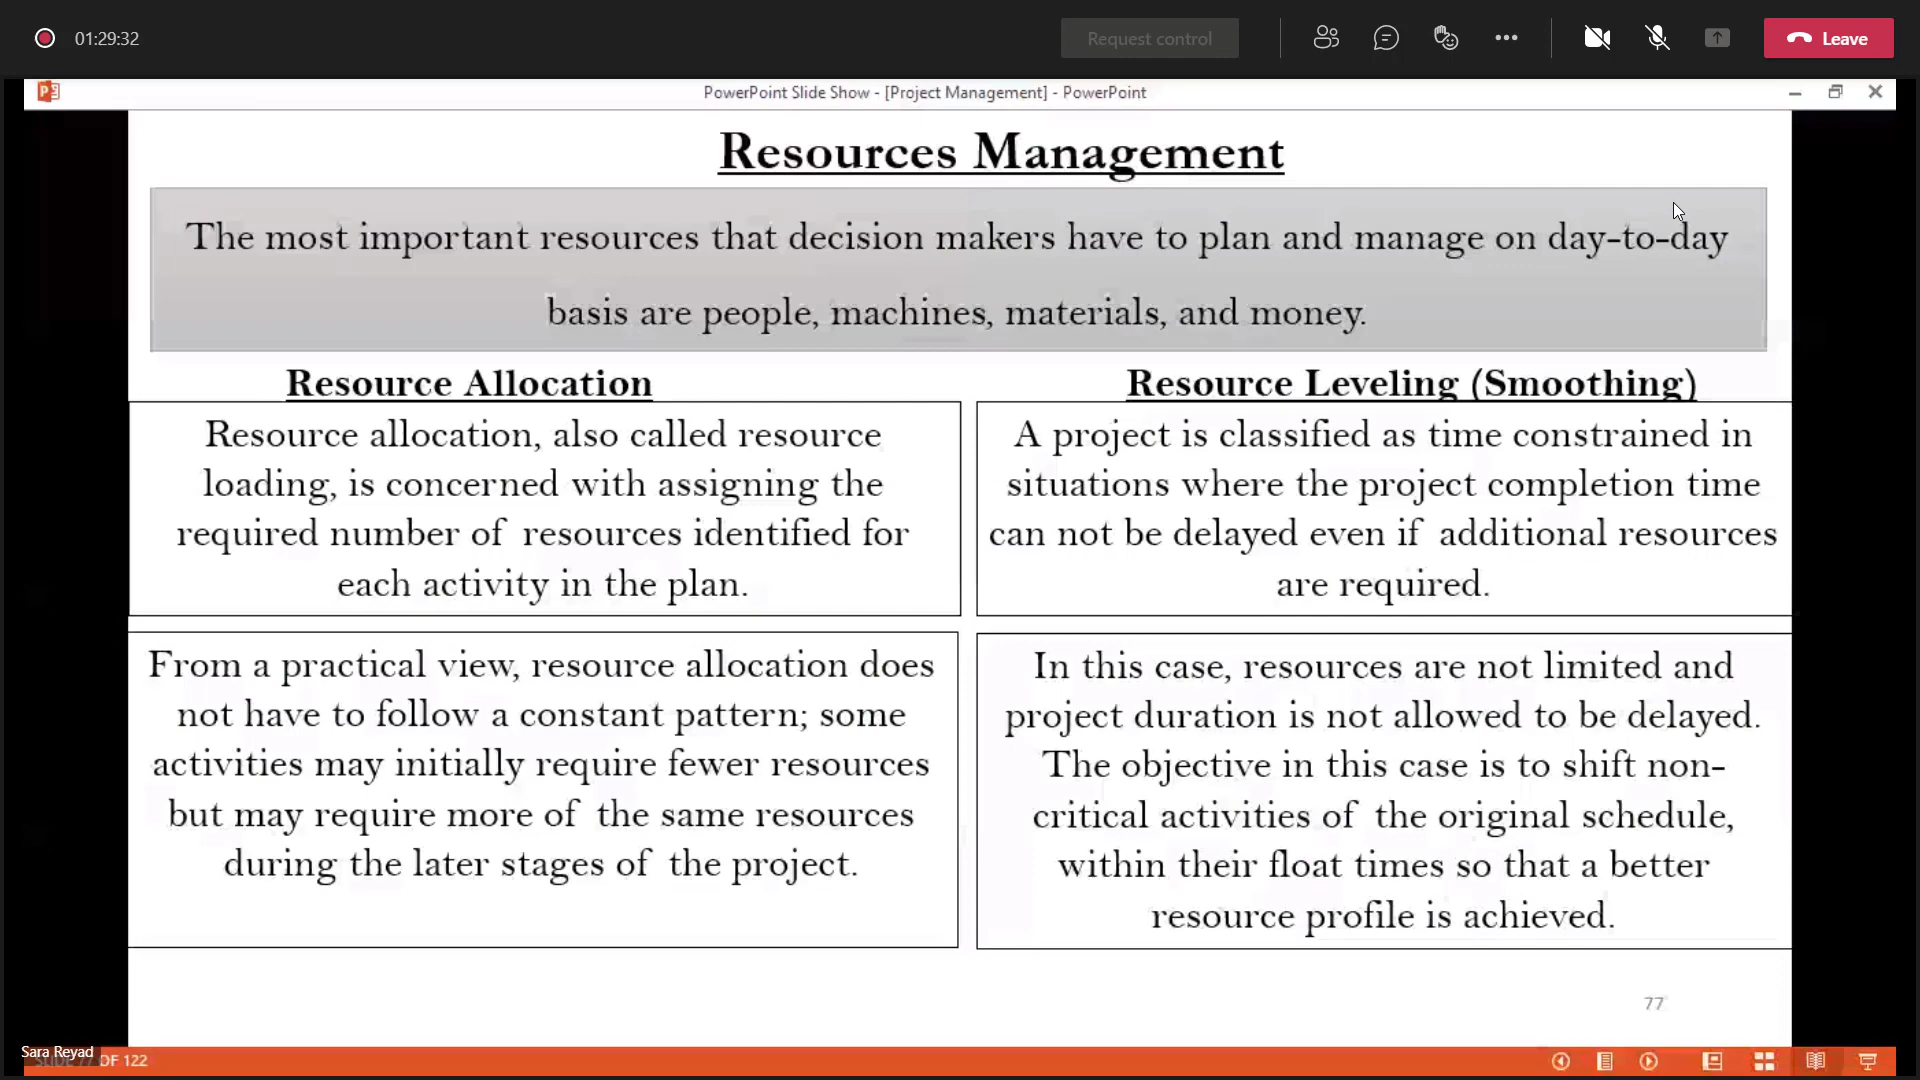 01:29:32
Request control
Leave
PowerPoint Slide Show - [Project Management] - PowerPoint
Resources Management
The most important resources that decision makers have to plan and manage on day-to-day
basis are people, machines, materials, and money.
Resource Allocation
Resource allocation, also called resource
loading, is concerned with assigning the
required number of resources identified for
each activity in the plan.
From a practical view, resource allocation does
not have to follow a constant pattern; some
activities may initially require fewer resources
but may require more of the same resources
during the later stages of the project.
Resource Leveling (Smoothing)
A project is classified as time constrained in
situations where the project completion time
can not be delayed even if additional resources
are required.
In this case, resources are not limited and
project duration is not allowed to be delayed.
The objective in this case is to shift non-
critical activities of the original schedule,
within their float times so that a better
resource profile is achieved.
77
Sara Reyad
OF 122